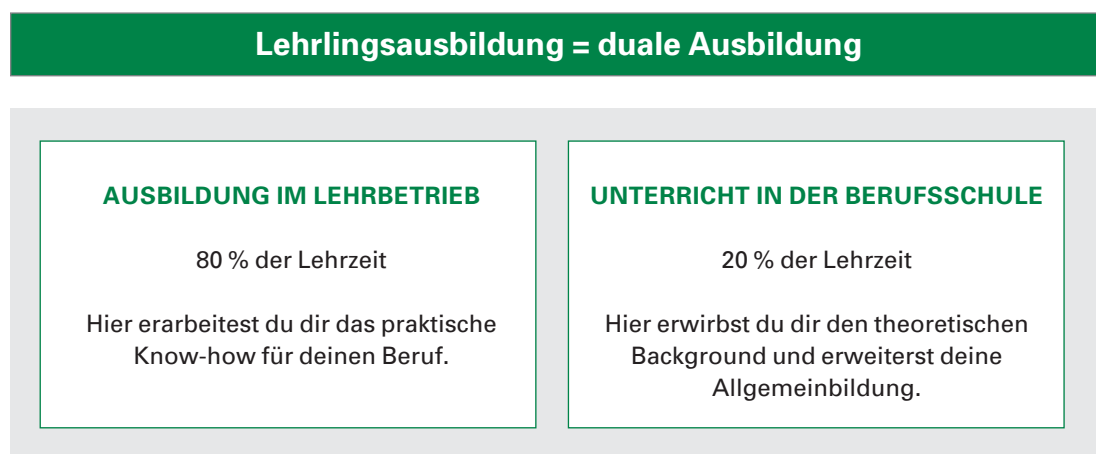 Lehrlingsausbildung = duale Ausbildung
AUSBILDUNG IM LEHRBETRIEB
80 % der Lehrzeit
Hier erarbeitest du dir das praktische
Know-how für deinen Beruf.
UNTERRICHT IN DER BERUFSSCHULE
20 % der Lehrzeit
Hier erwirbst du dir den theoretischen
Background und erweiterst deine
Allgemeinbildung.